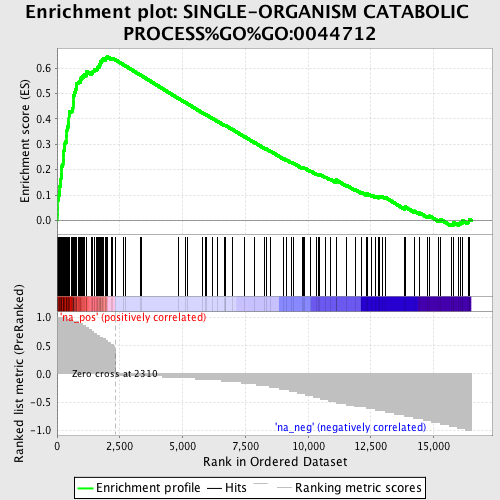 Enrichment plot: SINGLE-ORGANISM CATABOLIC
PROCESS%GO%GO:0044712
Enrichment score (ES)
0.6
0.5
0.4
0.3
0.2
0.1
0.0
Ranked list metric (PreRanked)
1.0
0.5
0.0
-0.5
-1.0
'na_pos' (positively correlated)
Zero cross at 2310
'na_neg' (negatively correlated)
0 2,500 5,000 7,500 10,000 12,500 15,000
Rank in Ordered Dataset
Enrichment profile Hits Ranking metric scores